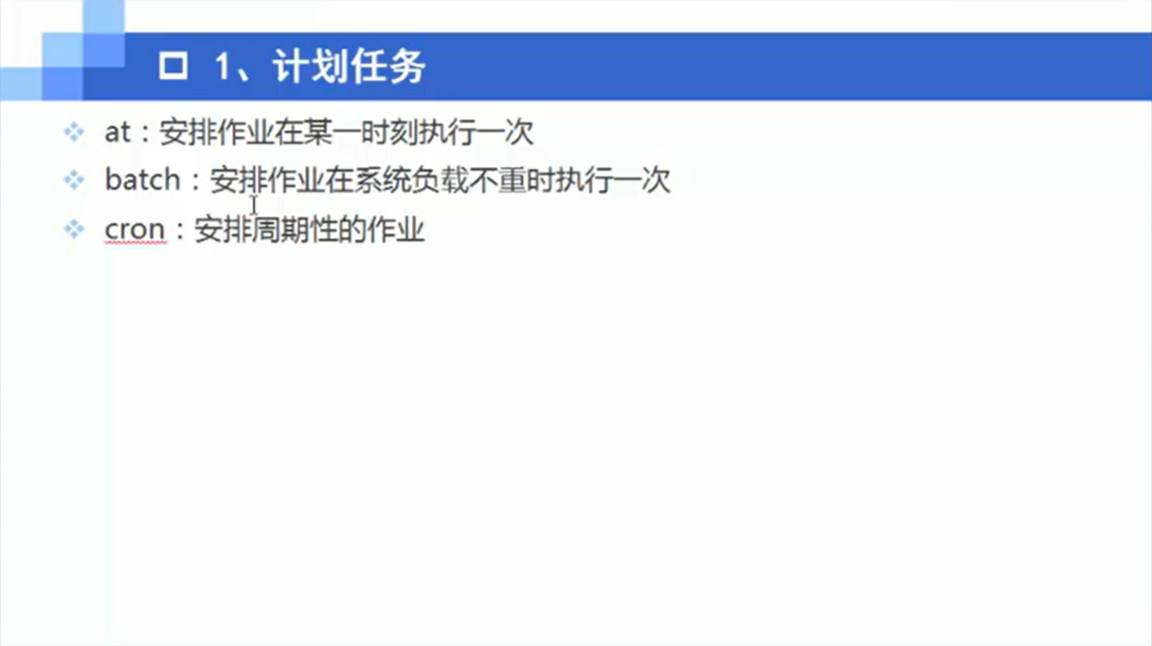 1、计划任务
at：安排作业在某一时刻执行一次
batch：安排作业在系统负载不重时执行一次
cron：安排周期性的作业